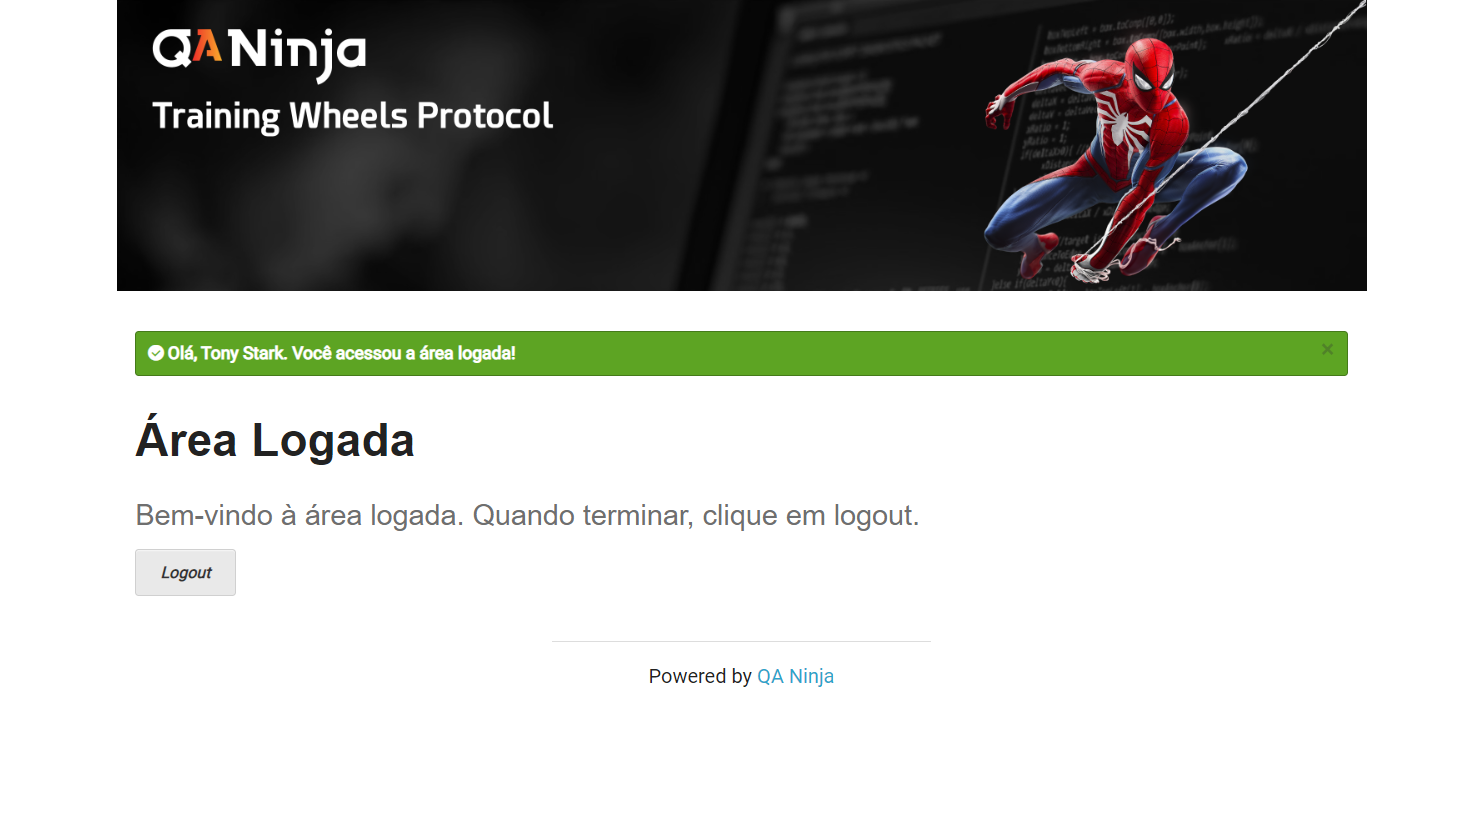 QANinja
Training Wheels Protocol
Olá, Tony Stark. Você acessou a área logada!
×
Área Logada
Bem-vindo à área logada. Quando terminar, clique em logout.
Logout
Powered by QA Ninja